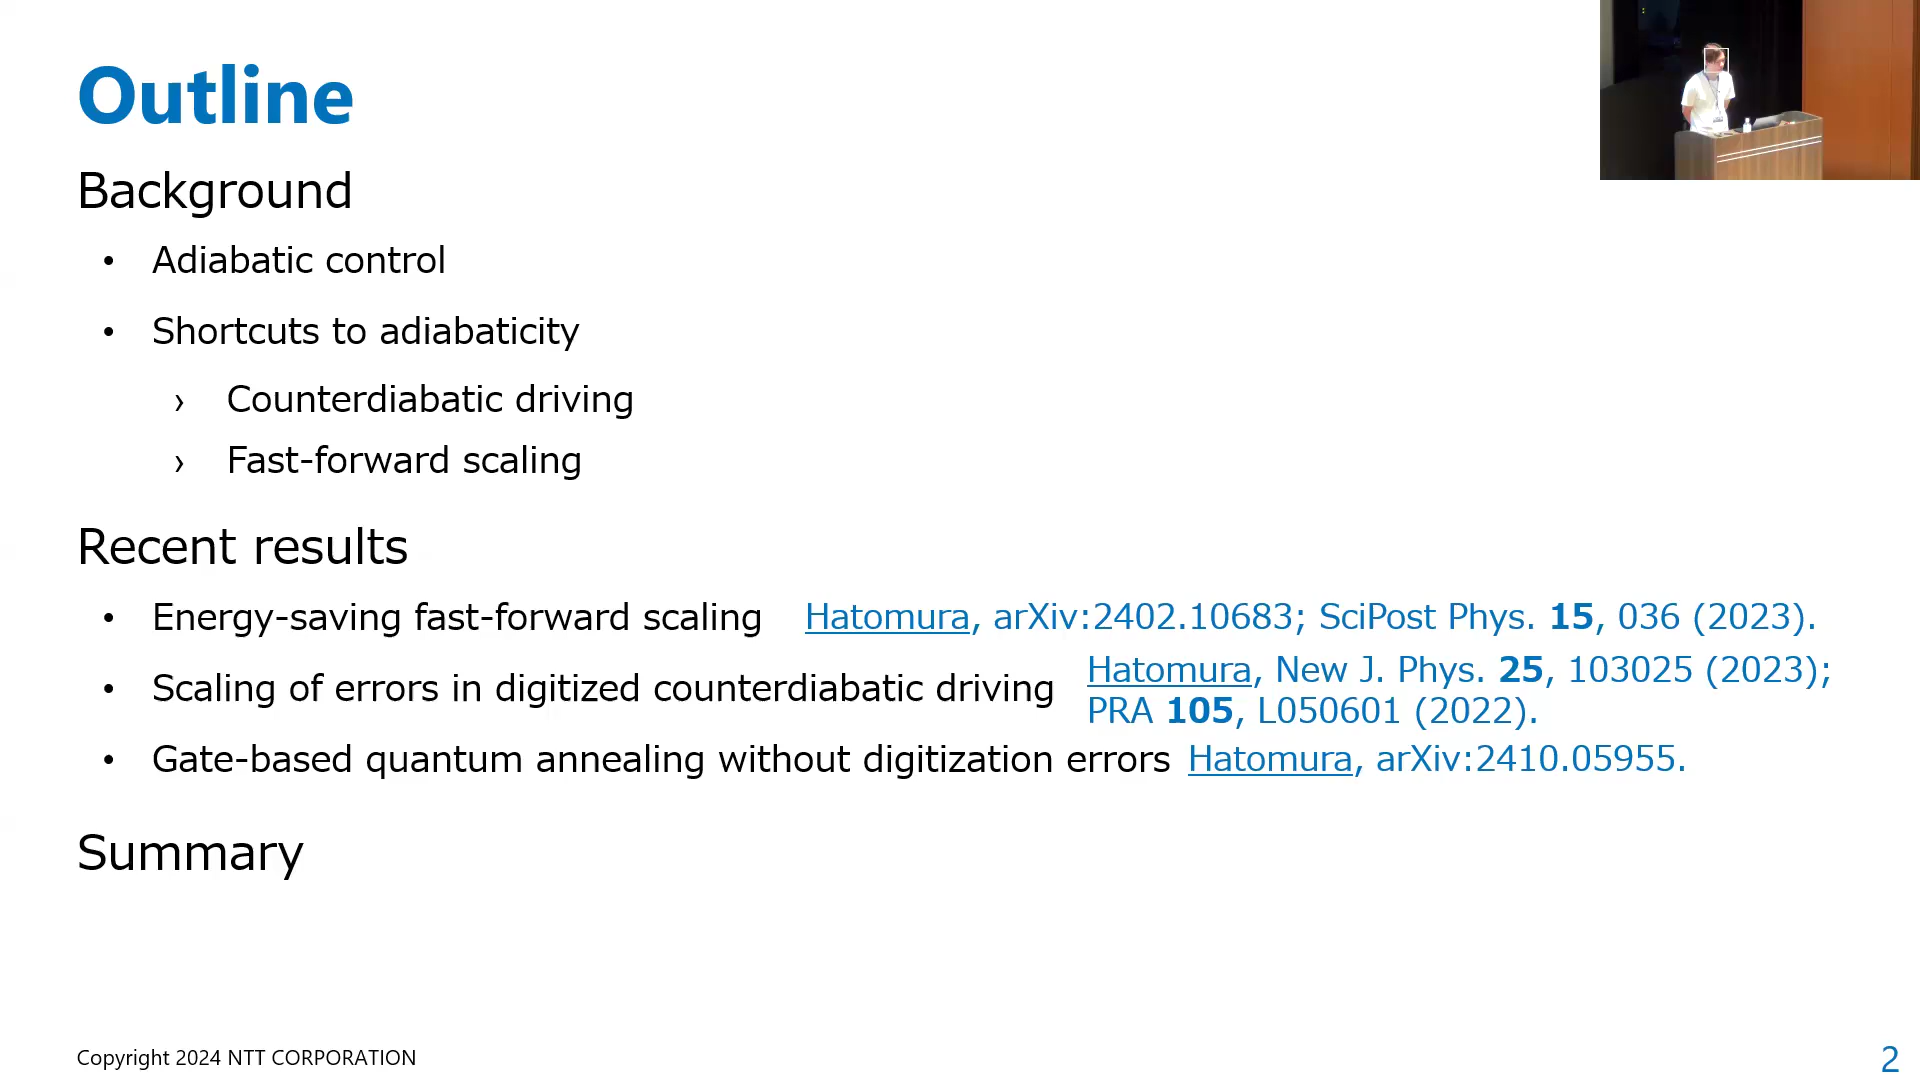 Outline
Background
• Adiabatic control
• Shortcuts to adiabaticity
› Counterdiabatic driving
› Fast-forward scaling
Recent results
• Energy-saving fast-forward scaling Hatomura, arXiv:2402.10683; SciPost Phys. 15, 036 (2023).
• Scaling of errors in digitized counterdiabatic driving Hatomura, New J. Phys. 25, 103025 (2023);
PRA 105, L050601 (2022).
• Gate-based quantum annealing without digitization errors Hatomura, arXiv:2410.05955.
Summary
Copyright 2024 NTT CORPORATION
2